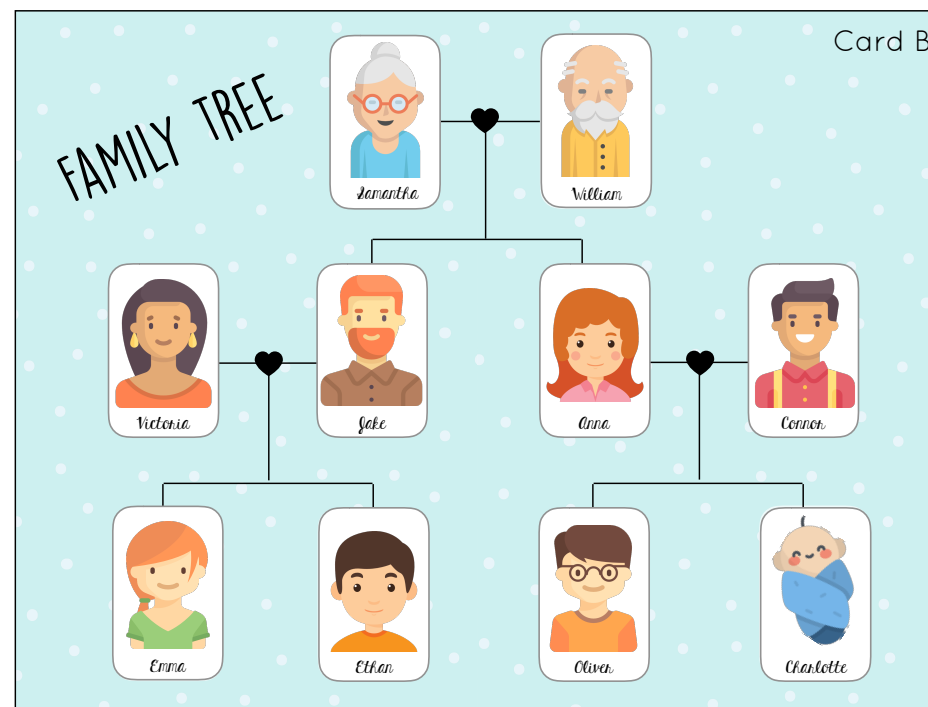 Card B
FAMILY TREE
Samantha
William
Victoria
Jake
Anna
Connor
Emma
Ethan
Oliver
Charlotte